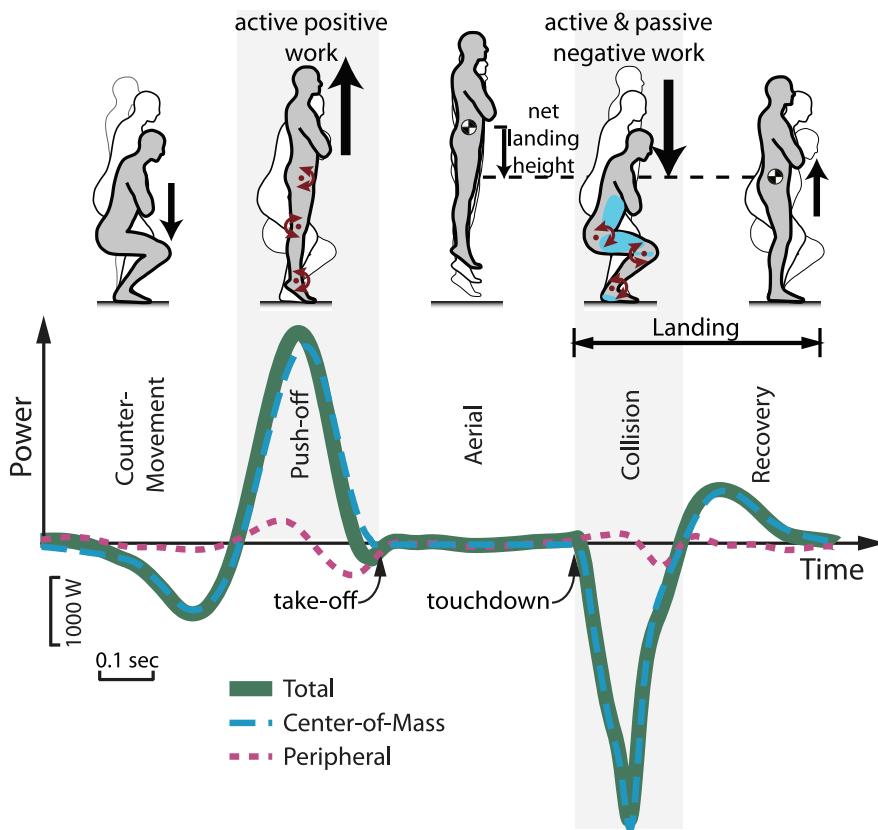 active positive
work
active & passive
negative work
net
landing
height
Landing
Power
Counter-
Movement
Push-off
Aerial
Collision
Recovery
Time
take-off
touchdown
1000 W
0.1 sec
Total
Center-of-Mass
Peripheral